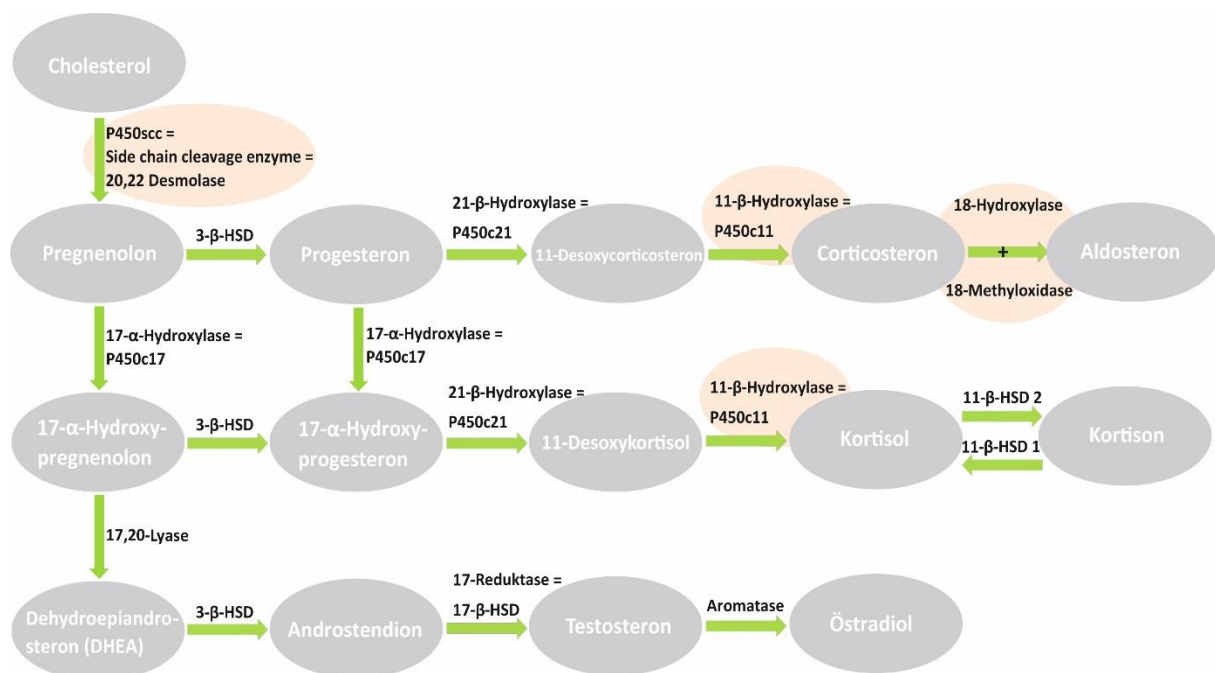 Cholesterol
P450scc =
Side chain cleavage enzyme =
20,22 Desmolase
Pregnenolon
3-β-HSD
Progesteron
21-β-Hydroxylase =
P450c21
11-Desoxycorticosteron
11-β-Hydroxylase =
P450c11
Corticosteron
18-Hydroxylase
+
18-Methyloxidase
Aldosteron
17-α-Hydroxylase =
P450c17
17-α-Hydroxylase =
P450c17
17-α-Hydroxy-
pregnenolon
3-β-HSD
17-α-Hydroxy-
progesteron
21-β-Hydroxylase =
P450c21
11-Desoxykortisol
11-β-Hydroxylase =
P450c11
Kortisol
11-β-HSD 2
11-β-HSD 1
Kortison
17,20-Lyase
Dehydroepiandro-
steron (DHEA)
3-β-HSD
Androstendion
17-Reduktase =
17-β-HSD
Testosteron
Aromatase
Östradiol